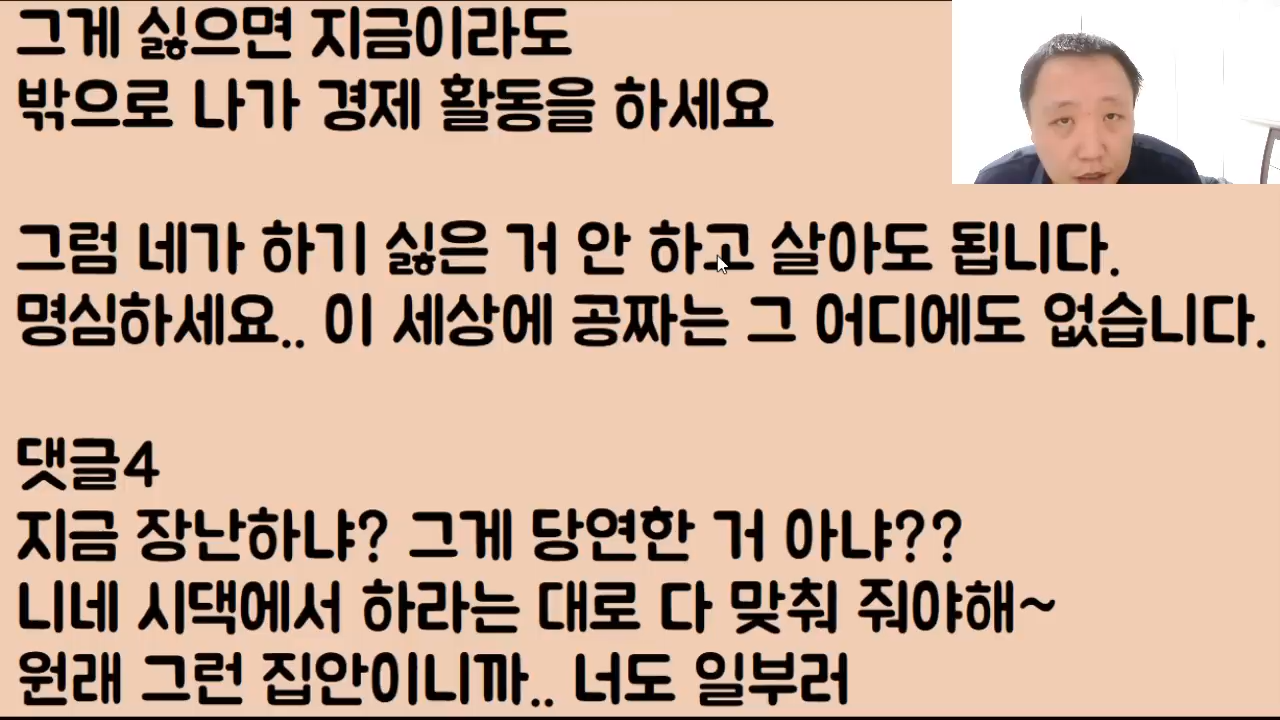 그게 싫으면 지금이라도
밖으로 나가 경제 활동을 하세요
그럼 네가 하기 싫은 거 안 하고 살아도 됩니다.
명심하세요.. 이 세상에 공짜는 그 어디에도 없습니다.
댓글4
지금 장난하냐? 그게 당연한 거 아냐??
니네 시댁에서 하라는 대로 다 맞춰 줘야해~
원래 그런 집안이니까.. 너도 일부러